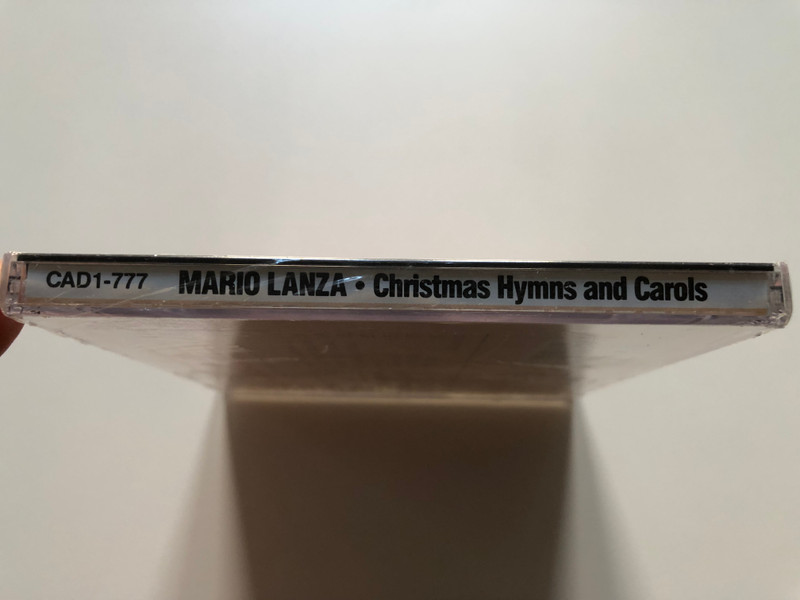 CAD1-777 MARIO LANZA • Christmas Hymns and Carols